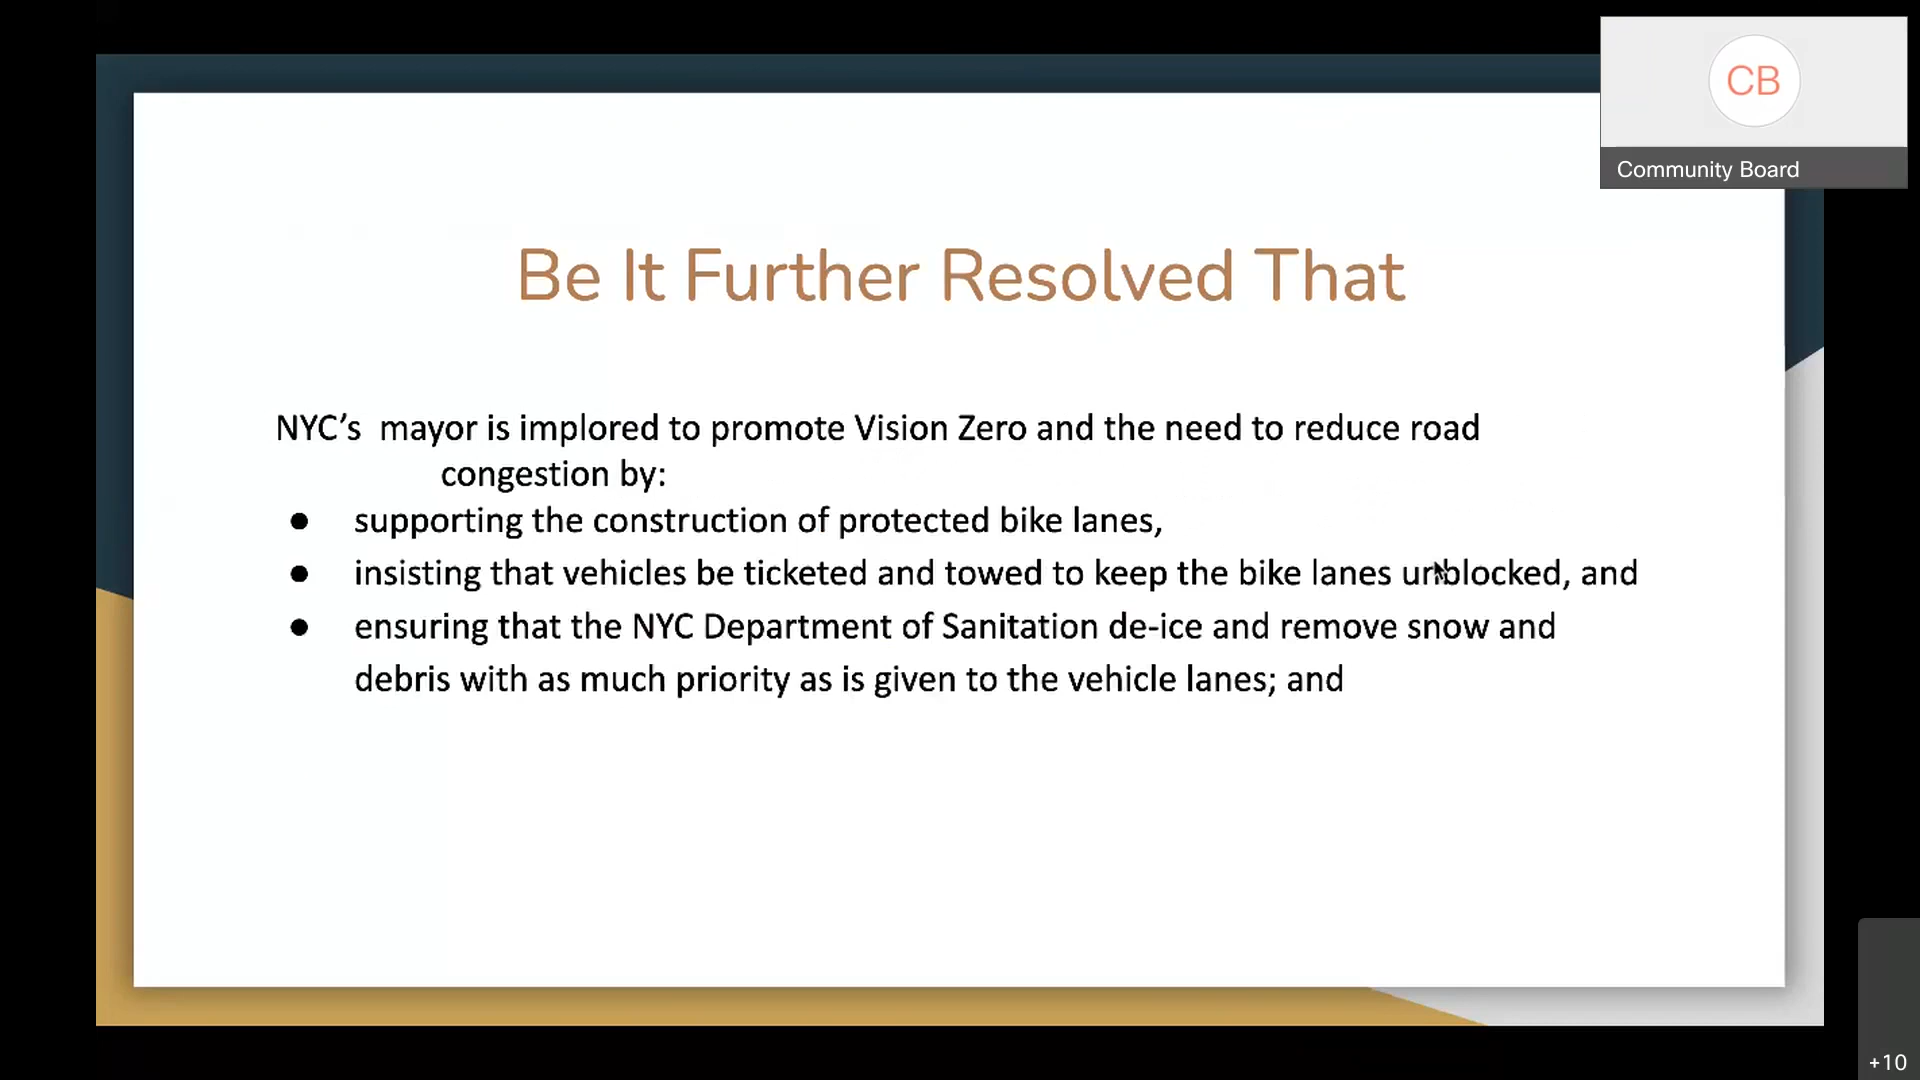 CB
Community Board
Be It Further Resolved That
NYC’s  mayor is implored to promote Vision Zero and the need to reduce road
congestion by:
● supporting the construction of protected bike lanes,
● insisting that vehicles be ticketed and towed to keep the bike lanes unblocked, and
● ensuring that the NYC Department of Sanitation de-ice and remove snow and
debris with as much priority as is given to the vehicle lanes; and
+10